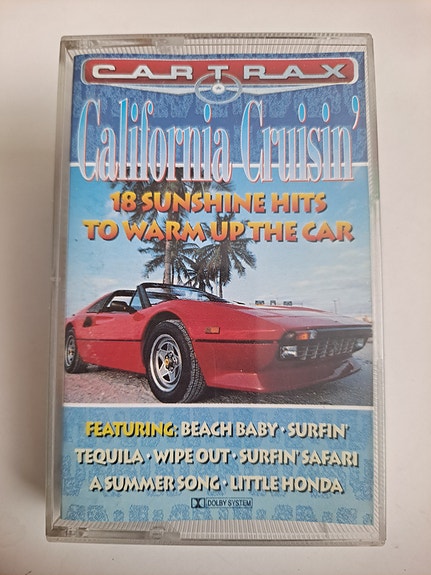 CARTRAX
California Cruisin'
18 SUNSHINE HITS
TO WARM UP THE CAR
FEATURING: BEACH BABY · SURFIN'
TEQUILA · WIPE OUT · SURFIN' SAFARI
A SUMMER SONG · LITTLE HONDA
DOLBY SYSTEM